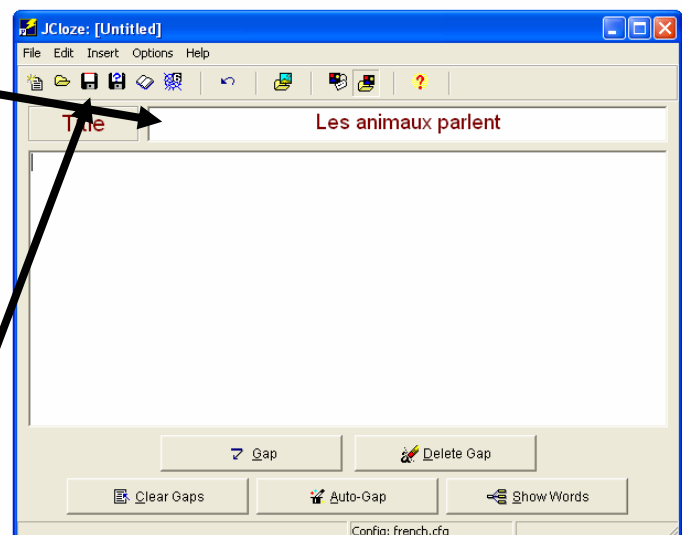 JCloze: [Untitled]
File Edit Insert Options Help
Title Les animaux parlent
Gap Delete Gap
Clear Gaps Auto-Gap Show Words
Config: french.cfg